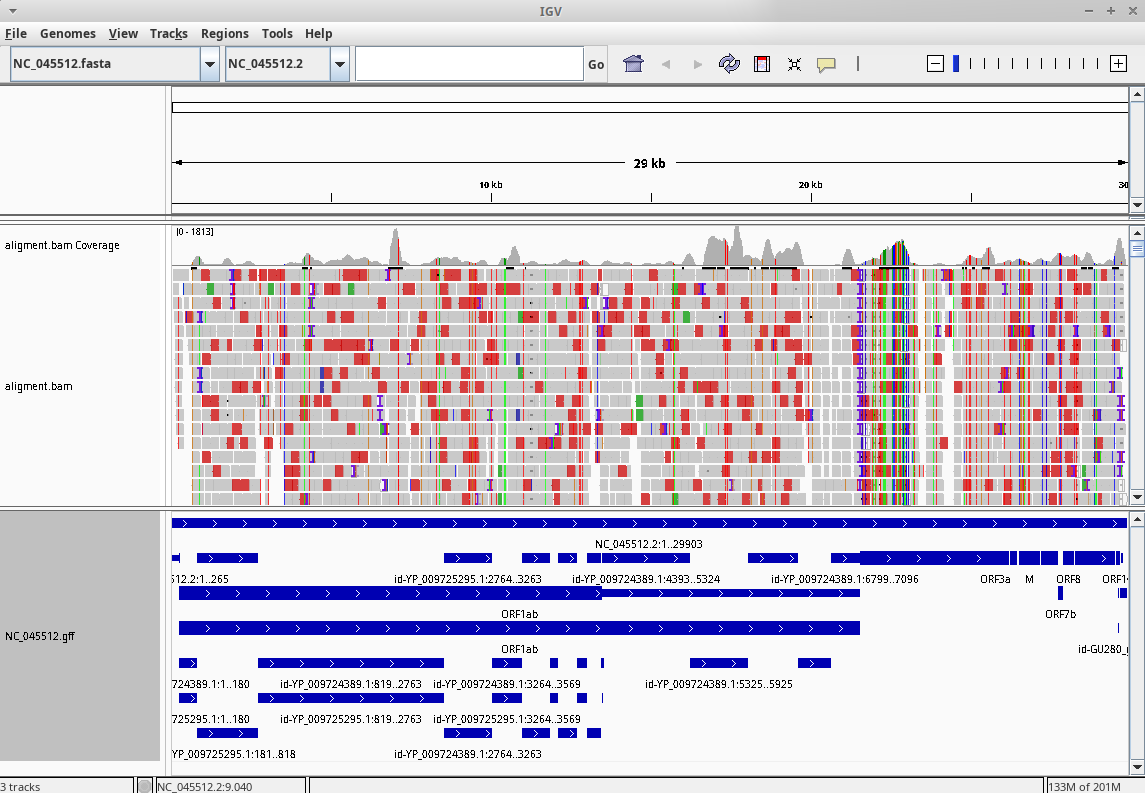 IGV
File Genomes View Tracks Regions Tools Help
NC_045512.fasta NC_045512.2 Go
29 kb
10 kb 20 kb 30
[0 - 1813]
aligment.bam Coverage
aligment.bam
NC_045512.2:1..29903
512.2:1..265 id-YP_009725295.1:2764..3263 id-YP_009724389.1:4393..5324 id-YP_009724389.1:6799..7096 ORF3a M ORF8 ORF1
ORF1ab ORF7b
NC_045512.gff
ORF1ab id-GU280_
724389.1:1..180 id-YP_009724389.1:819..2763 id-YP_009724389.1:3264..3569 id-YP_009724389.1:5325..5925
725295.1:1..180 id-YP_009725295.1:819..2763 id-YP_009725295.1:3264..3569
YP_009725295.1:181..818 id-YP_009724389.1:2764..3263
3 tracks NC_045512.2:9.040 133M of 201M